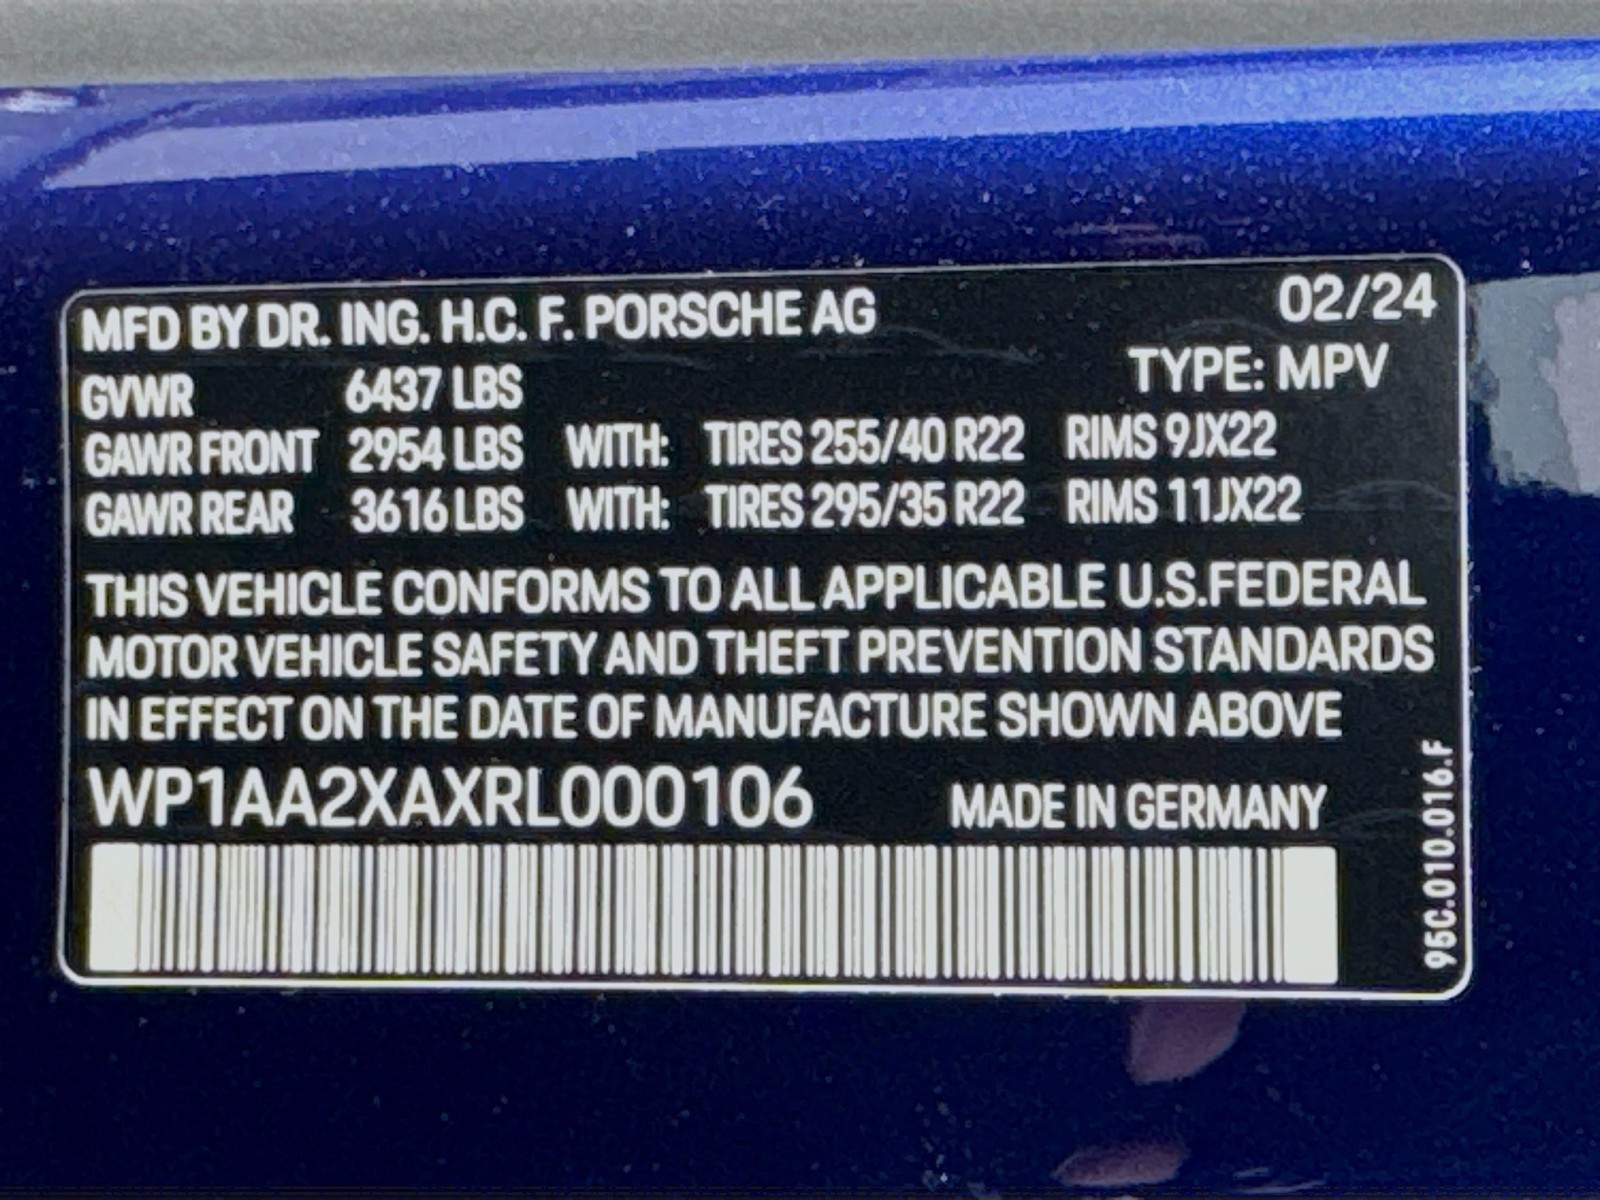 MFD BY DR. ING. H.C. F. PORSCHE AG 02/24
GVWR 6437 LBS TYPE: MPV
GAWR FRONT 2954 LBS WITH: TIRES 255/40 R22 RIMS 9JX22
GAWR REAR 3616 LBS WITH: TIRES 295/35 R22 RIMS 11JX22
THIS VEHICLE CONFORMS TO ALL APPLICABLE U.S.FEDERAL
MOTOR VEHICLE SAFETY AND THEFT PREVENTION STANDARDS
IN EFFECT ON THE DATE OF MANUFACTURE SHOWN ABOVE
WP1AA2XAXRL000106 MADE IN GERMANY
95C.010.016.F